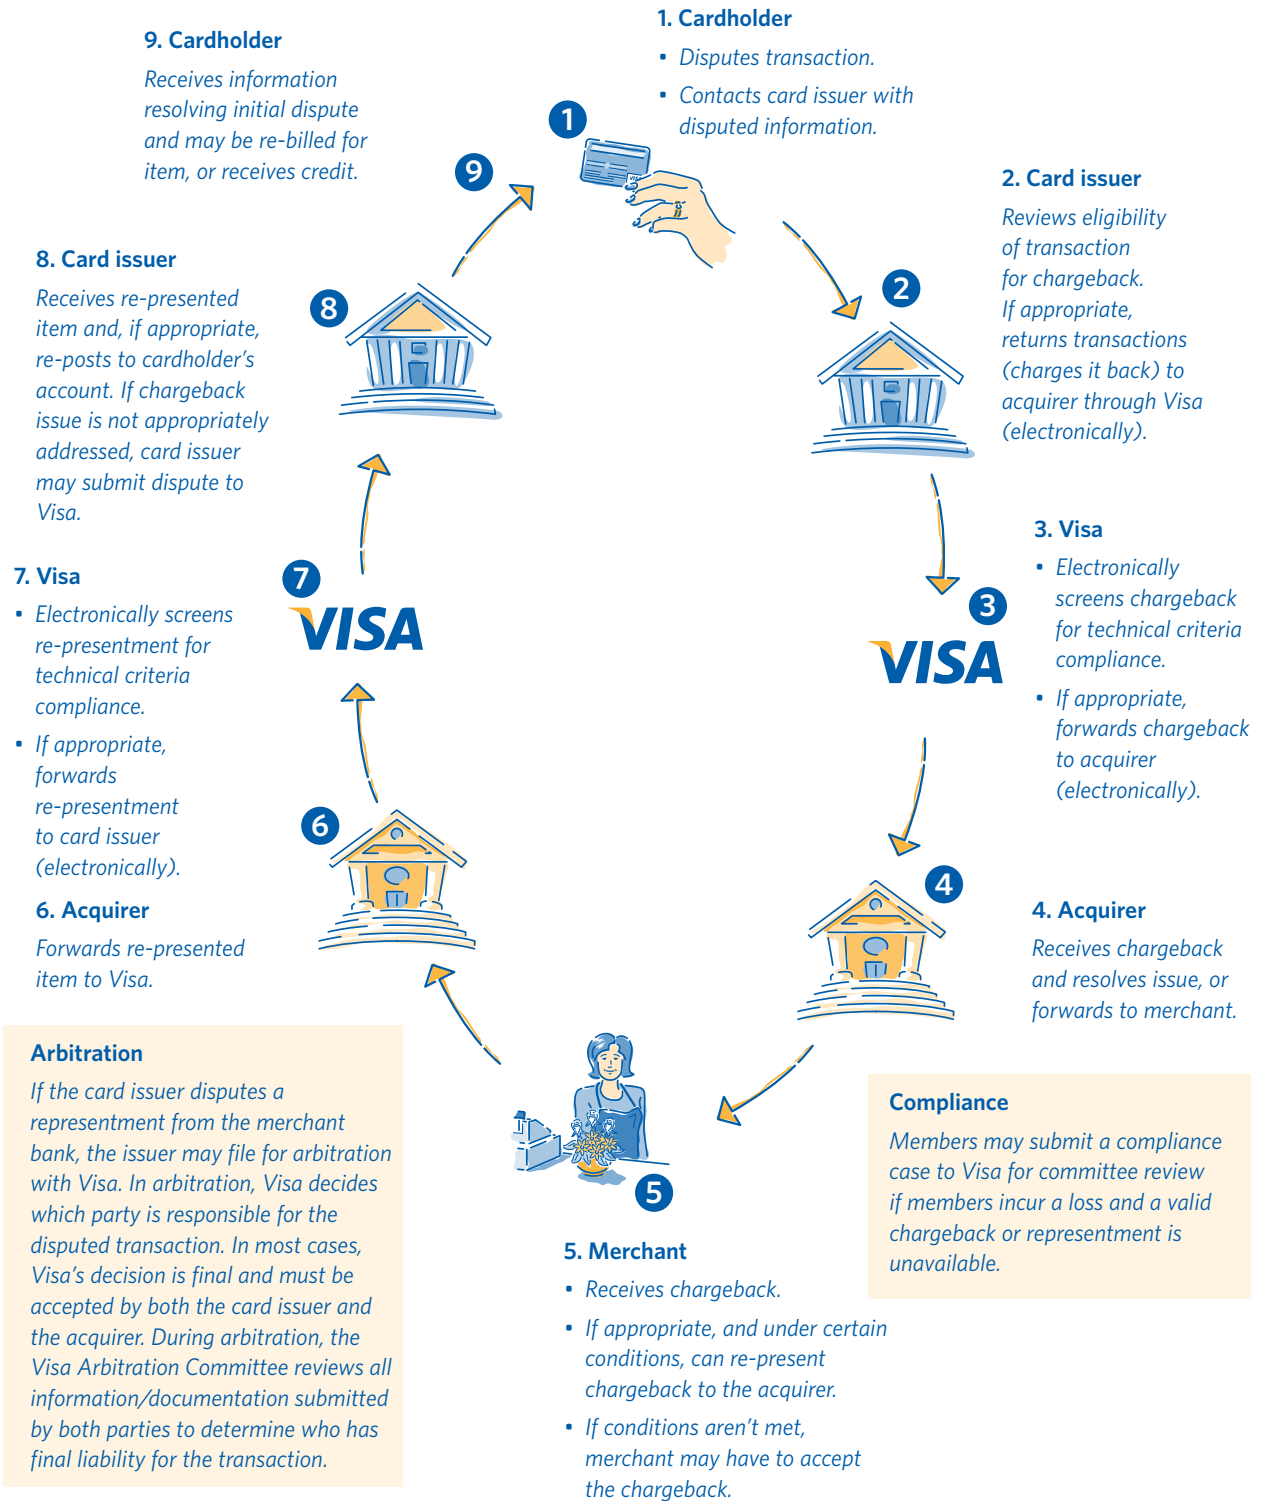 1. Cardholder
• Disputes transaction.
• Contacts card issuer with
disputed information.
1
2. Card issuer
Reviews eligibility
of transaction
for chargeback.
If appropriate,
returns transactions
(charges it back) to
acquirer through Visa
(electronically).
2
3. Visa
• Electronically
screens chargeback
for technical criteria
compliance.
• If appropriate,
forwards chargeback
to acquirer
(electronically).
3
VISA
4. Acquirer
Receives chargeback
and resolves issue, or
forwards to merchant.
4
Compliance
Members may submit a compliance
case to Visa for committee review
if members incur a loss and a valid
chargeback or representment is
unavailable.
5
5. Merchant
• Receives chargeback.
• If appropriate, and under certain
conditions, can re-present
chargeback to the acquirer.
• If conditions aren't met,
merchant may have to accept
the chargeback.
6
6. Acquirer
Forwards re-presented
item to Visa.
Arbitration
If the card issuer disputes a
representment from the merchant
bank, the issuer may file for arbitration
with Visa. In arbitration, Visa decides
which party is responsible for the
disputed transaction. In most cases,
Visa's decision is final and must be
accepted by both the card issuer and
the acquirer. During arbitration, the
Visa Arbitration Committee reviews all
information/documentation submitted
by both parties to determine who has
final liability for the transaction.
7
VISA
7. Visa
• Electronically screens
re-presentment for
technical criteria
compliance.
• If appropriate,
forwards
re-presentment
to card issuer
(electronically).
8
8. Card issuer
Receives re-presented
item and, if appropriate,
re-posts to cardholder's
account. If chargeback
issue is not appropriately
addressed, card issuer
may submit dispute to
Visa.
9
9. Cardholder
Receives information
resolving initial dispute
and may be re-billed for
item, or receives credit.
VISA